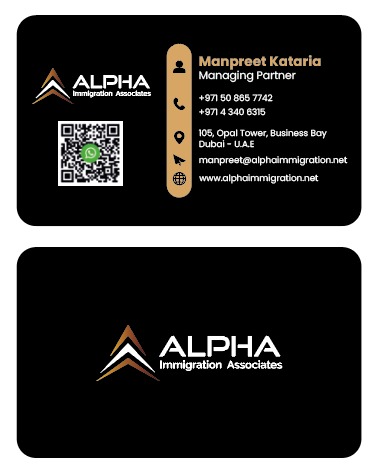 ALPHA
Immigration Associates
Manpreet Kataria
Managing Partner
+971 50 865 7742
+971 4 340 6315
105, Opal Tower, Business Bay
Dubai - U.A.E
manpreet@alphaimmigration.net
www.alphaimmigration.net
ALPHA
Immigration Associates